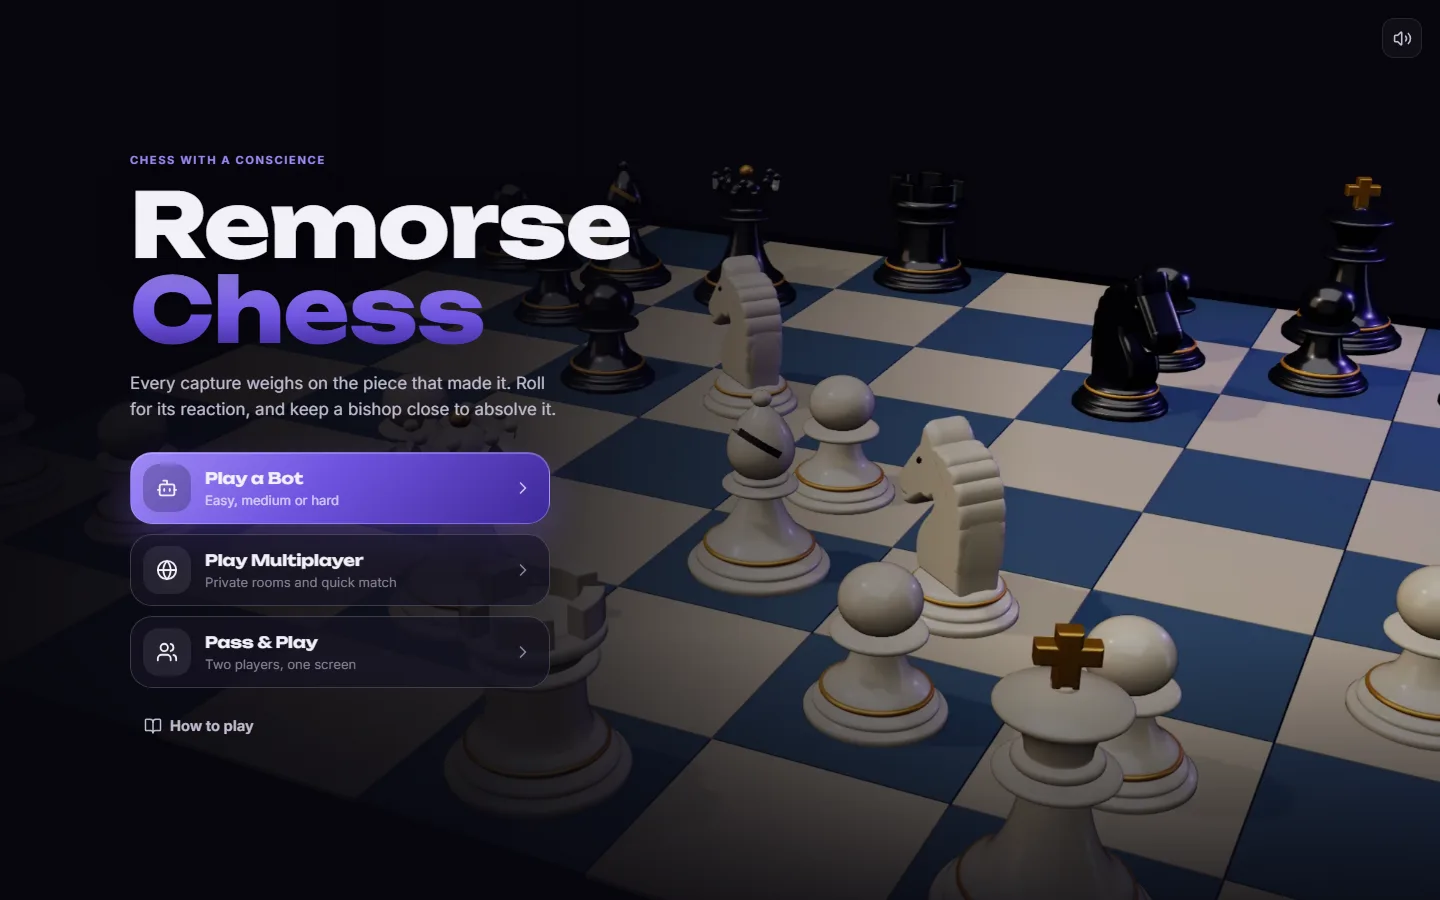 CHESS WITH A CONSCIENCE
Remorse
Chess
Every capture weighs on the piece that made it. Roll
for its reaction, and keep a bishop close to absolve it.
Play a Bot
Easy, medium or hard
Play Multiplayer
Private rooms and quick match
Pass & Play
Two players, one screen
How to play